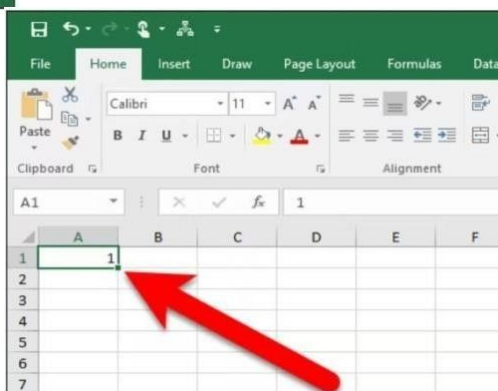 File Home Insert Draw Page Layout Formulas Data
Calibri 11 A A
Paste B I U A
Clipboard Font Alignment
A1 fx 1
A B C D E F
1 1
2
3
4
5
6
7